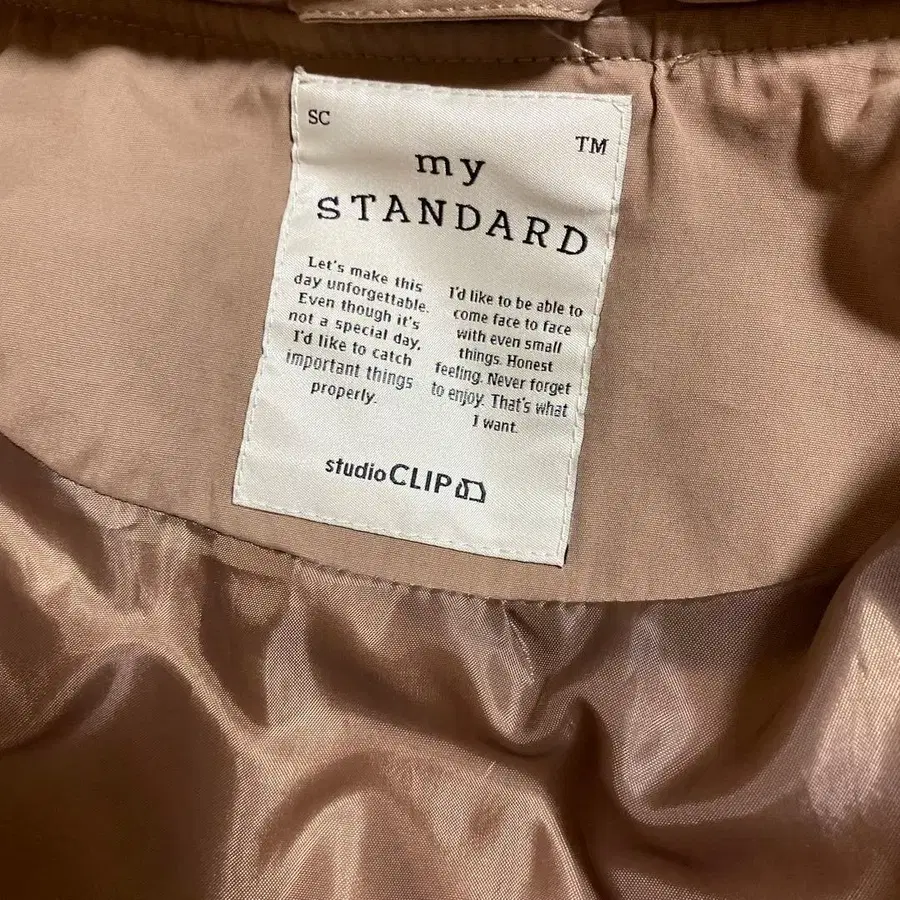 SC
TM
my
STANDARD
Let's make this
day unforgettable.
Even though it's
not a special day,
I'd like to catch
important things
properly.
I'd like to be able to
come face to face
with even small
things. Honest
feeling. Never forget
to enjoy. That's what
I want.
studio CLIP